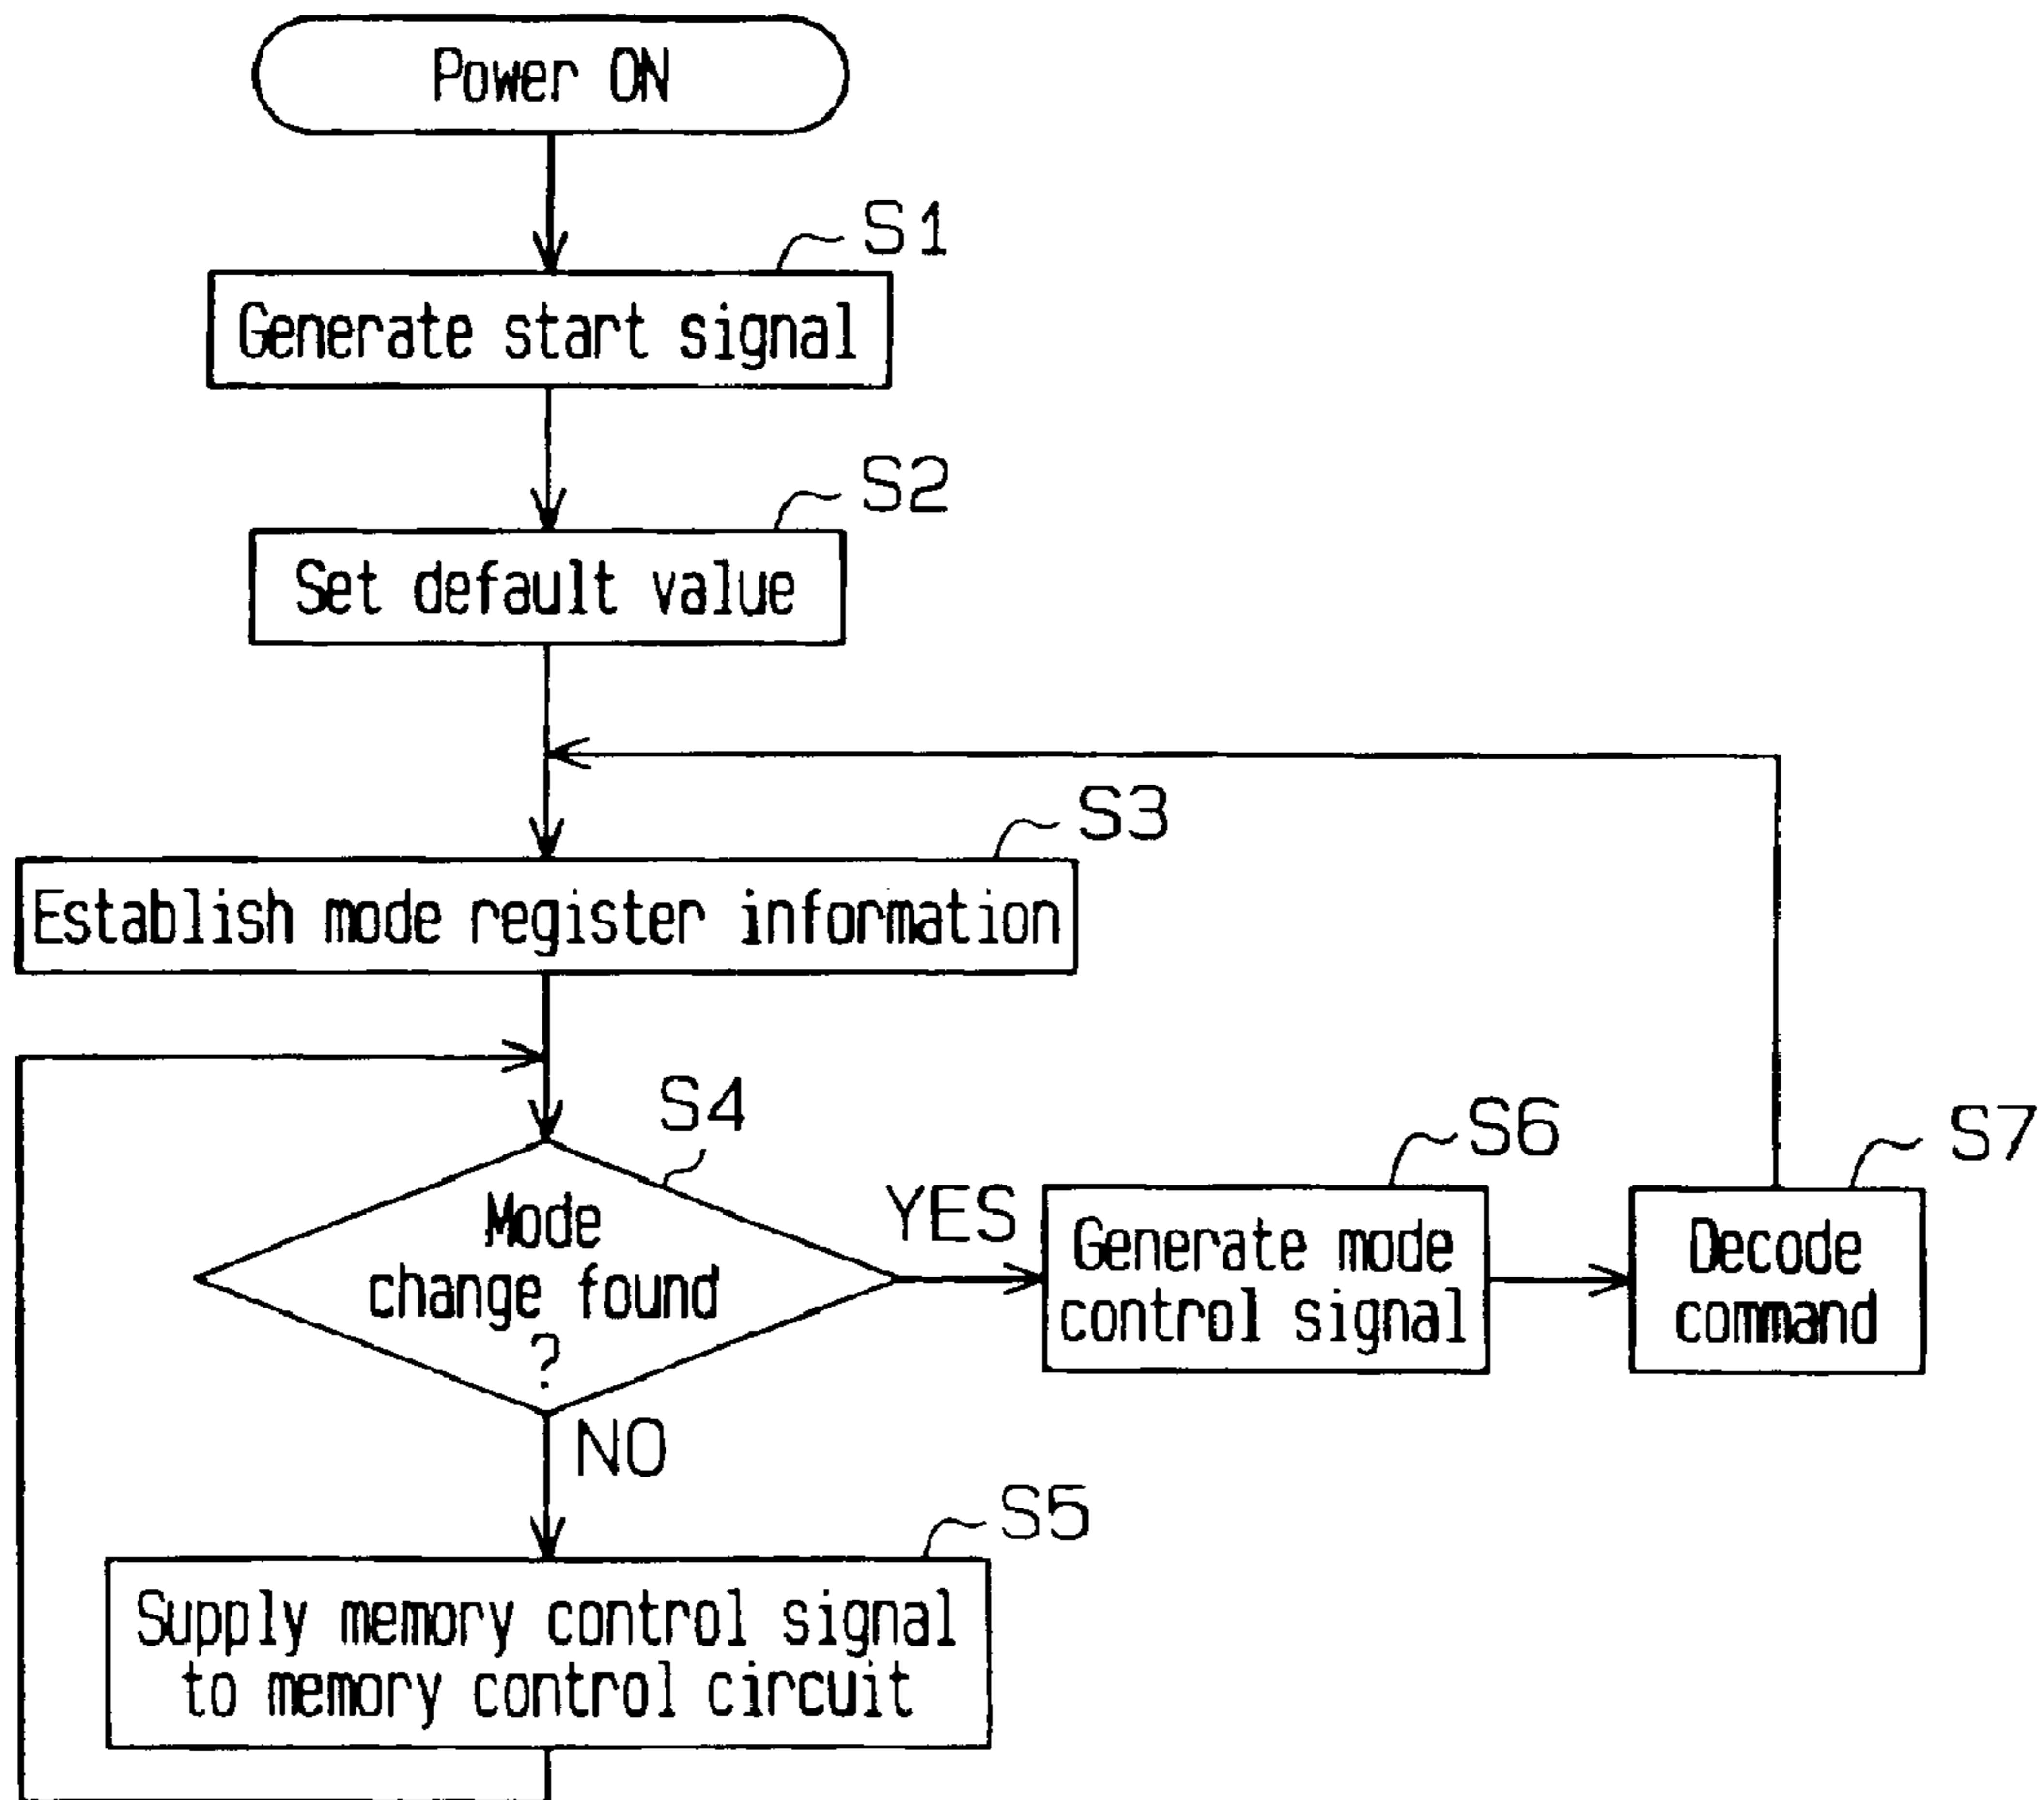 Power ON
S1
Generate start signal
S2
Set default value
S3
Establish mode register information
S4
Mode
change found
?
YES
S6
Generate mode
control signal
S7
Decode
command
NO
S5
Supply memory control signal
to memory control circuit